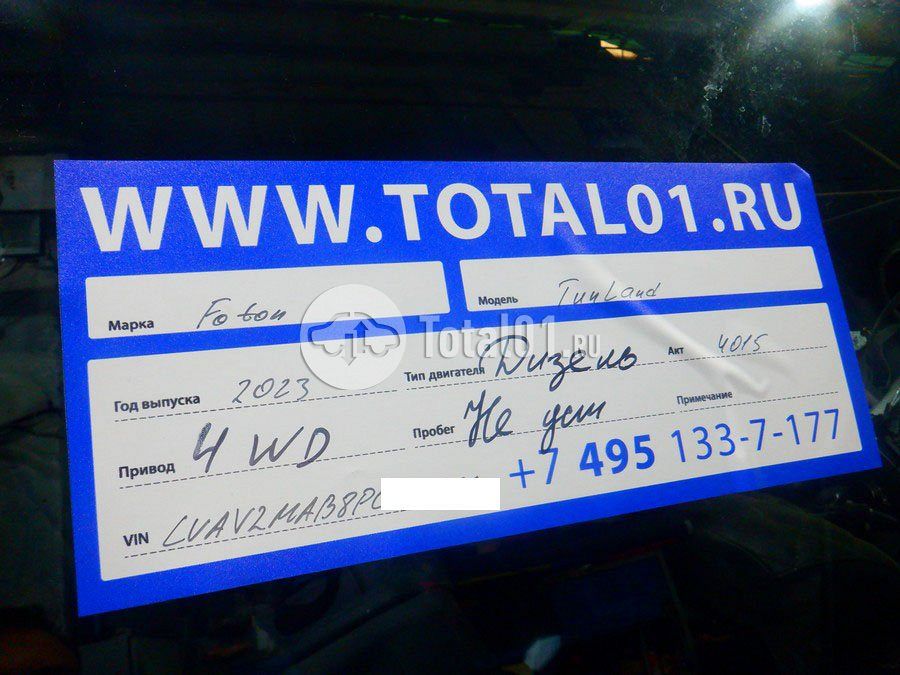 WWW.TOTAL01.RU
Марка Foton Модель TunLand
Total01.RU
Год выпуска 2023 Тип двигателя Дизель Акт 4015
Привод 4 WD Пробег Не уст Примечание
+7 495 133-7-177
VIN LVAV2MAB8P